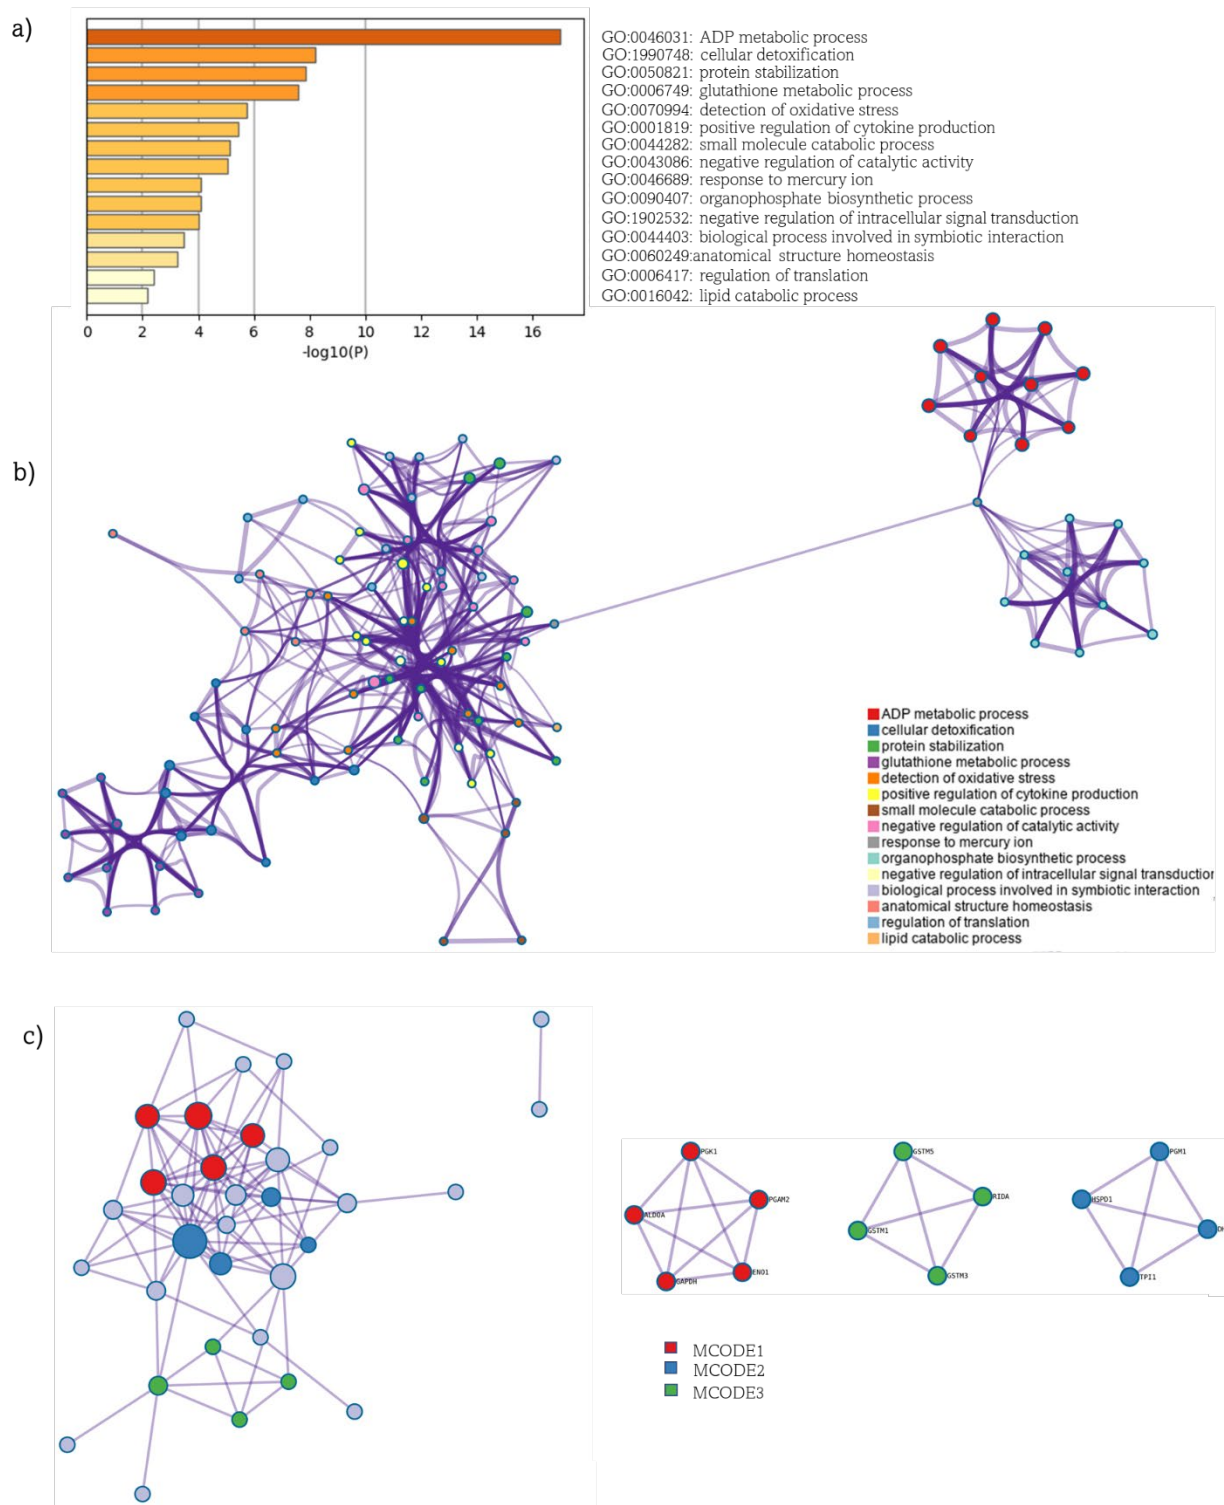 a)
GO:0046031: ADP metabolic process
GO:1990748: cellular detoxification
GO:0050821: protein stabilization
GO:0006749: glutathione metabolic process
GO:0070994: detection of oxidative stress
GO:0001819: positive regulation of cytokine production
GO:0044282: small molecule catabolic process
GO:0043086: negative regulation of catalytic activity
GO:0046689: response to mercury ion
GO:0090407: organophosphate biosynthetic process
GO:1902532: negative regulation of intracellular signal transduction
GO:0044403: biological process involved in symbiotic interaction
GO:0060249:anatomical structure homeostasis
GO:0006417: regulation of translation
GO:0016042: lipid catabolic process
0 2 4 6 8 10 12 14 16
-log10(P)
b)
ADP metabolic process
cellular detoxification
protein stabilization
glutathione metabolic process
detection of oxidative stress
positive regulation of cytokine production
small molecule catabolic process
negative regulation of catalytic activity
response to mercury ion
organophosphate biosynthetic process
negative regulation of intracellular signal transduction
biological process involved in symbiotic interaction
anatomical structure homeostasis
regulation of translation
lipid catabolic process
c)
PGK1
PGAM2
ALDOA
ENO1
GAPDH
GSTM5
RIDA
GSTM1
GSTM3
PGM1
HSPD1
TPI1
MCODE1
MCODE2
MCODE3